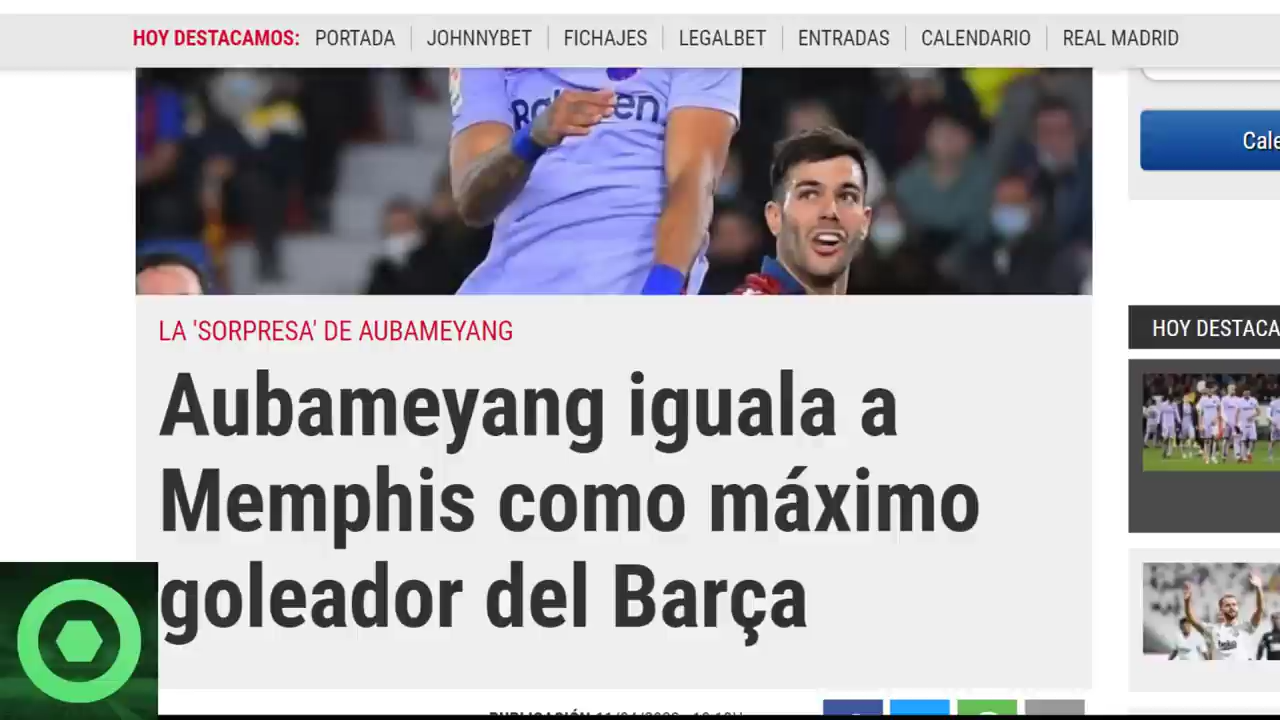 HOY DESTACAMOS: PORTADA JOHNNYBET FICHAJES LEGALBET ENTRADAS CALENDARIO REAL MADRID
Rakuten
Cale
LA 'SORPRESA' DE AUBAMEYANG
Aubameyang iguala a
Memphis como máximo
goleador del Barça
HOY DESTACA